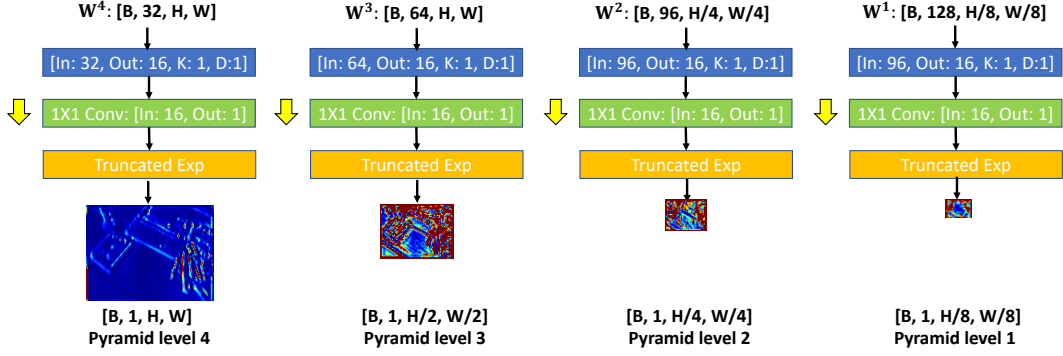 W⁴: [B, 32, H, W]
[In: 32, Out: 16, K: 1, D:1]
1X1 Conv: [In: 16, Out: 1]
Truncated Exp
[B, 1, H, W]
Pyramid level 4
W³: [B, 64, H, W]
[In: 64, Out: 16, K: 1, D:1]
1X1 Conv: [In: 16, Out: 1]
Truncated Exp
[B, 1, H/2, W/2]
Pyramid level 3
W²: [B, 96, H/4, W/4]
[In: 96, Out: 16, K: 1, D:1]
1X1 Conv: [In: 16, Out: 1]
Truncated Exp
[B, 1, H/4, W/4]
Pyramid level 2
W¹: [B, 128, H/8, W/8]
[In: 96, Out: 16, K: 1, D:1]
1X1 Conv: [In: 16, Out: 1]
Truncated Exp
[B, 1, H/8, W/8]
Pyramid level 1